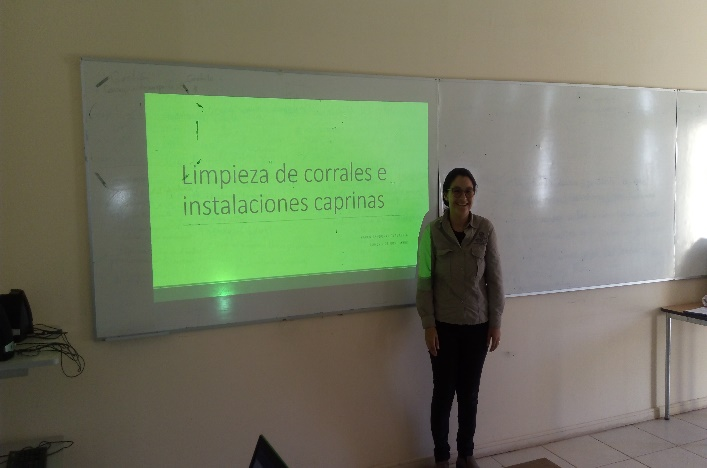 Limpieza de corrales e
instalaciones caprinas